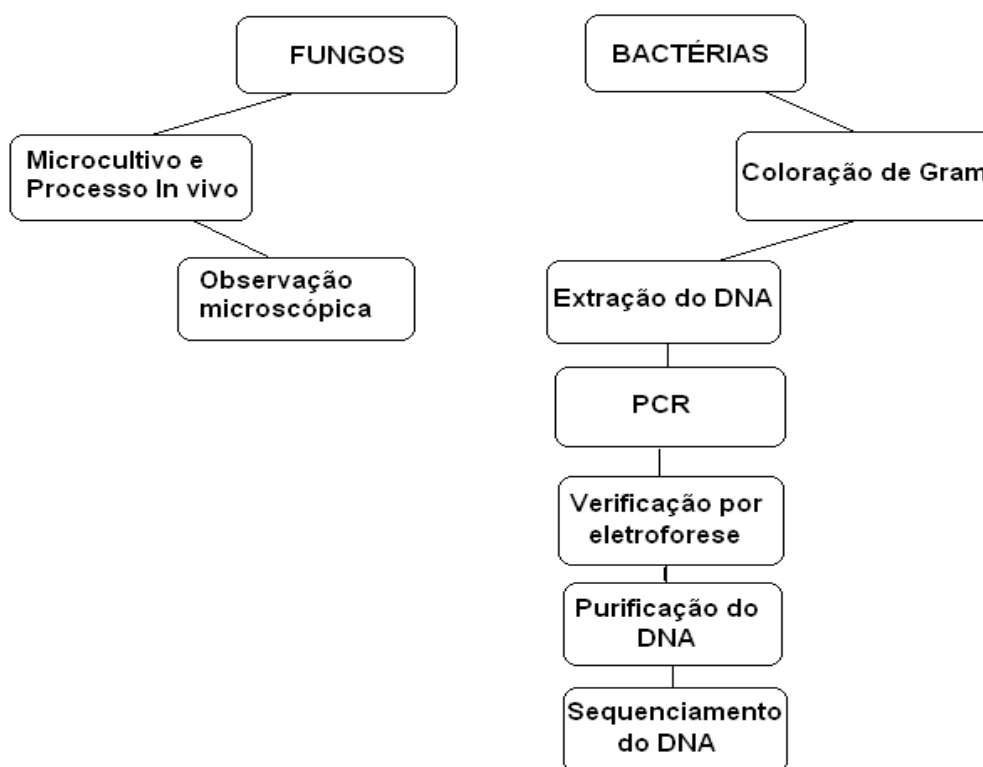 FUNGOS
Microcultivo e
Processo In vivo
Observação
microscópica
BACTÉRIAS
Coloração de Gram
Extração do DNA
PCR
Verificação por
eletroforese
Purificação do
DNA
Sequenciamento
do DNA